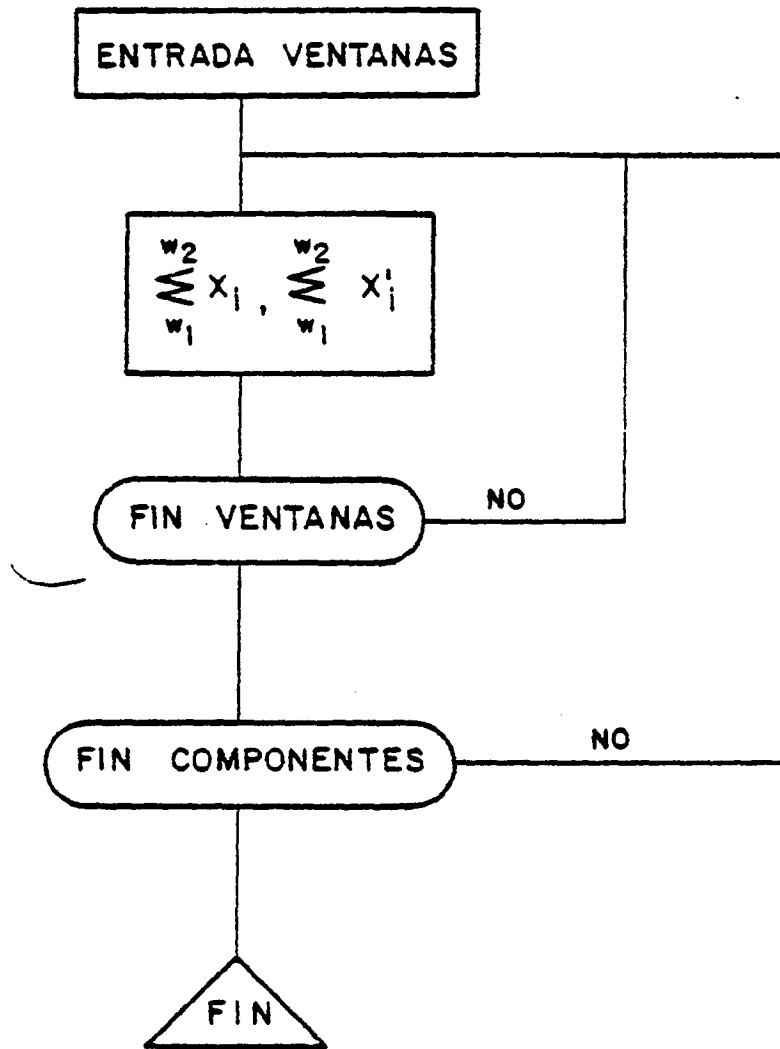 ENTRADA VENTANAS
w2 w2
∑ Xi , ∑ X'i
w1 w1
FIN VENTANAS
NO
FIN COMPONENTES
NO
FIN